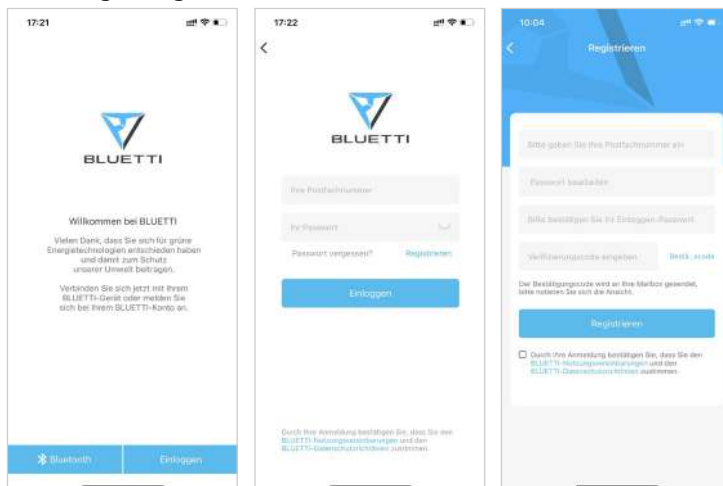 17:21
BLUETTI
Willkommen bei BLUETTI
Vielen Dank, dass Sie sich für grüne
Energietechnologien entschieden haben
und damit zum Schutz
unserer Umwelt beitragen.
Verbinden Sie sich jetzt mit Ihrem
BLUETTI-Gerät oder melden Sie
sich bei Ihrem BLUETTI-Konto an.
Bluetooth
Einloggen
17:22
BLUETTI
Ihre Postfachnummer
Ihr Passwort
Passwort vergessen?
Registrieren
Einloggen
Durch Ihre Anmeldung bestätigen Sie, dass Sie den
BLUETTI-Nutzungsvereinbarungen und den
BLUETTI-Datenschutzrichtlinien zustimmen.
10:04
Registrieren
Bitte geben Sie Ihre Postfachnummer ein
Passwort bearbeiten
Bitte bestätigen Sie Ihr Einloggen-Passwort
Verifizierungscode eingeben
Bestä...scode
Der Bestätigungscode wird an Ihre Mailbox gesendet,
bitte notieren Sie sich die Ansicht.
Registrieren
Durch Ihre Anmeldung bestätigen Sie, dass Sie den
BLUETTI-Nutzungsvereinbarungen und den
BLUETTI-Datenschutzrichtlinien zustimmen.